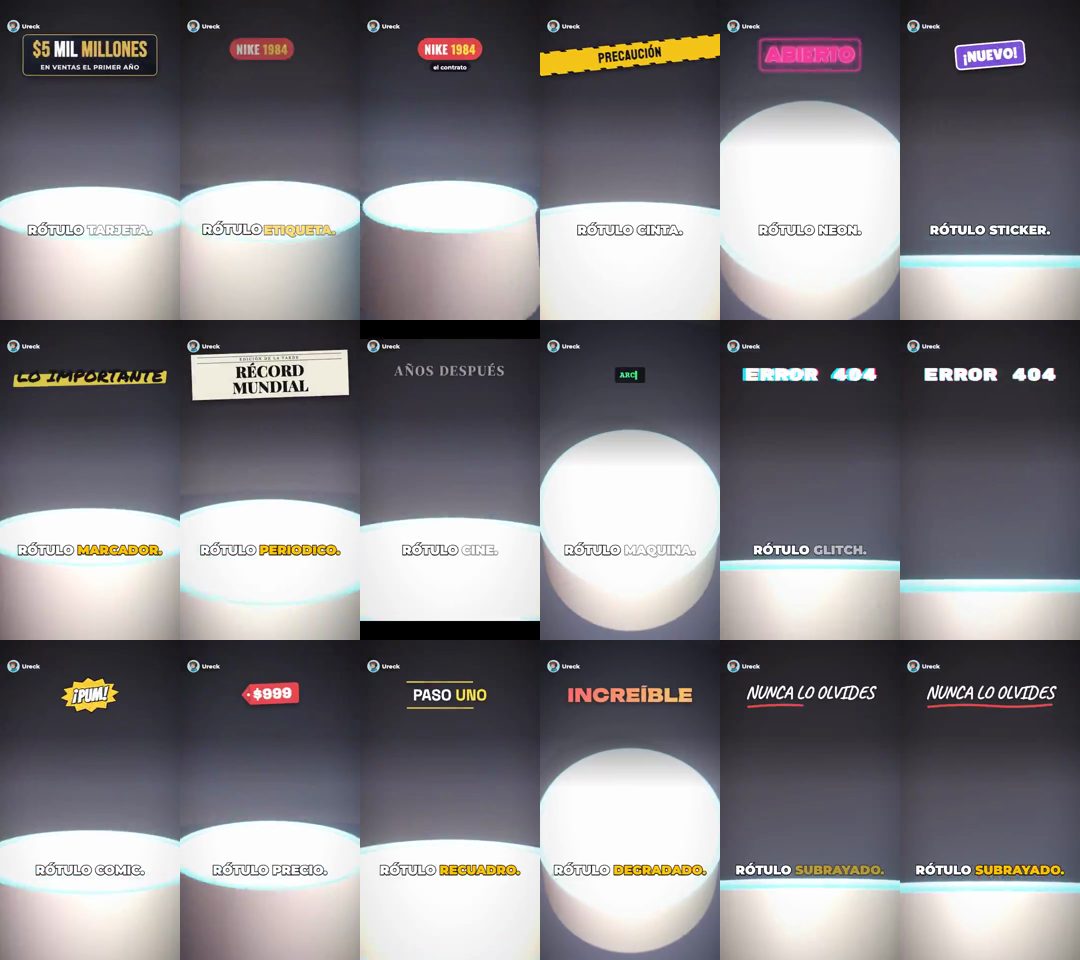 Ureck
$5 MIL MILLONES
EN VENTAS EL PRIMER AÑO
RÓTULO TARJETA.
Ureck
NIKE 1984
RÓTULO ETIQUETA.
Ureck
NIKE 1984
el contrato
Ureck
PRECAUCIÓN
RÓTULO CINTA.
Ureck
ABIERTO
RÓTULO NEON.
Ureck
¡NUEVO!
RÓTULO STICKER.
Ureck
LO IMPORTANTE
RÓTULO MARCADOR.
Ureck
EDICIÓN DE LA TARDE
RÉCORD
MUNDIAL
RÓTULO PERIODICO.
Ureck
AÑOS DESPUÉS
RÓTULO CINE.
Ureck
ARC
RÓTULO MAQUINA.
Ureck
ERROR 404
RÓTULO GLITCH.
Ureck
ERROR 404
Ureck
¡PUM!
RÓTULO COMIC.
Ureck
$999
RÓTULO PRECIO.
Ureck
PASO UNO
RÓTULO RECUADRO.
Ureck
INCREÍBLE
RÓTULO DEGRADADO.
Ureck
NUNCA LO OLVIDES
RÓTULO SUBRAYADO.
Ureck
NUNCA LO OLVIDES
RÓTULO SUBRAYADO.